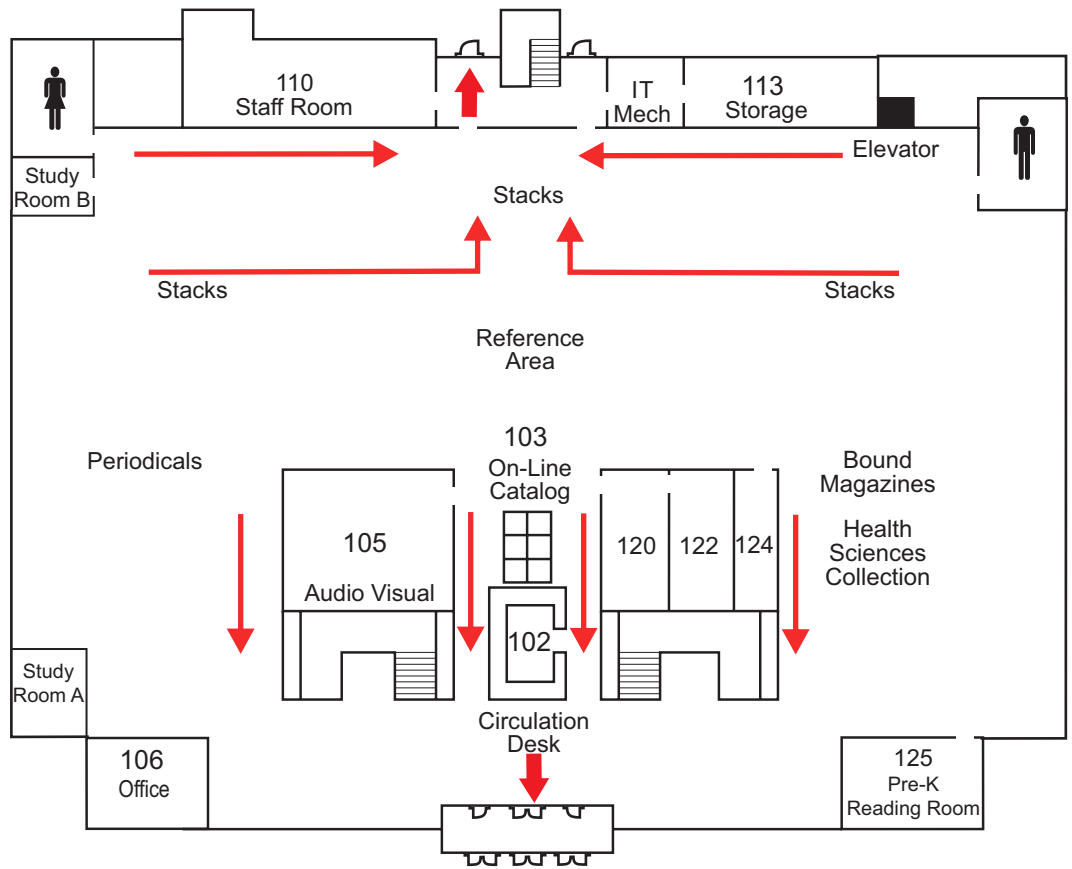 110
Staff Room
IT
Mech
113
Storage
Elevator
Study
Room B
Stacks
Stacks
Stacks
Reference
Area
Periodicals
103
On-Line
Catalog
Bound
Magazines
Health
Sciences
Collection
105
Audio Visual
120
122
124
102
Study
Room A
Circulation
Desk
106
Office
125
Pre-K
Reading Room